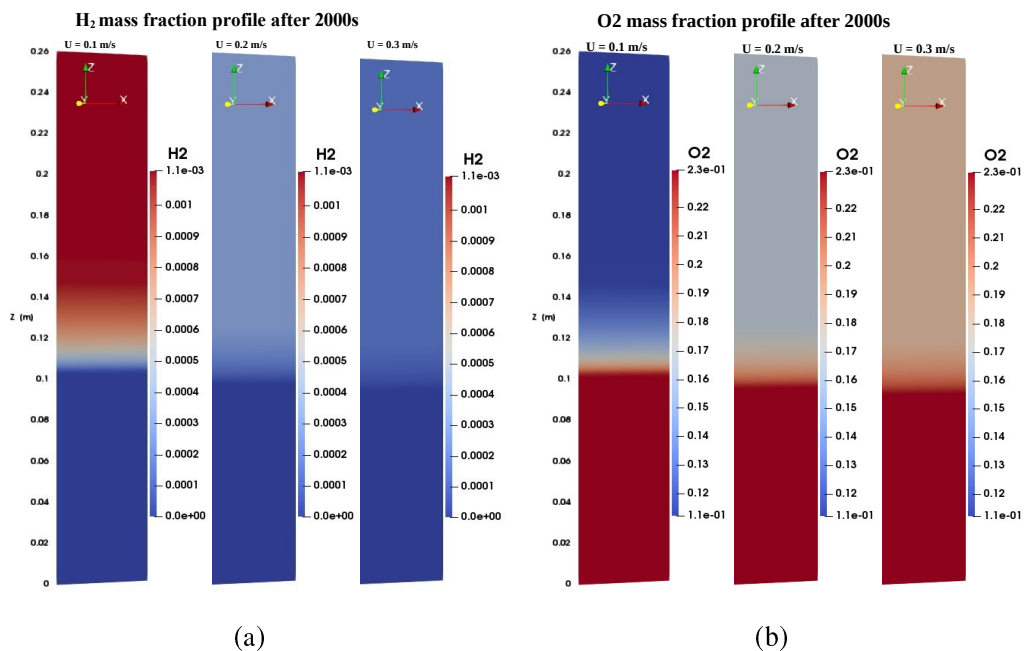 H₂ mass fraction profile after 2000s
U = 0.1 m/s
U = 0.2 m/s
U = 0.3 m/s
0.26
0.24
0.22
0.2
0.18
0.16
0.14
Z (m)
0.12
0.1
0.08
0.06
0.04
0.02
0
Z
Y
X
H2
1.1e-03
0.001
0.0009
0.0008
0.0007
0.0006
0.0005
0.0004
0.0003
0.0002
0.0001
0.0e+00
Z
Y
X
H2
1.1e-03
0.001
0.0009
0.0008
0.0007
0.0006
0.0005
0.0004
0.0003
0.0002
0.0001
0.0e+00
Z
Y
X
H2
1.1e-03
0.001
0.0009
0.0008
0.0007
0.0006
0.0005
0.0004
0.0003
0.0002
0.0001
0.0e+00
(a)
O2 mass fraction profile after 2000s
U = 0.1 m/s
U = 0.2 m/s
U = 0.3 m/s
0.26
0.24
0.22
0.2
0.18
0.16
0.14
Z (m)
0.12
0.1
0.08
0.06
0.04
0.02
0
Z
Y
X
O2
2.3e-01
0.22
0.21
0.2
0.19
0.18
0.17
0.16
0.15
0.14
0.13
0.12
1.1e-01
Z
Y
X
O2
2.3e-01
0.22
0.21
0.2
0.19
0.18
0.17
0.16
0.15
0.14
0.13
0.12
1.1e-01
Z
Y
X
O2
2.3e-01
0.22
0.21
0.2
0.19
0.18
0.17
0.16
0.15
0.14
0.13
0.12
1.1e-01
(b)